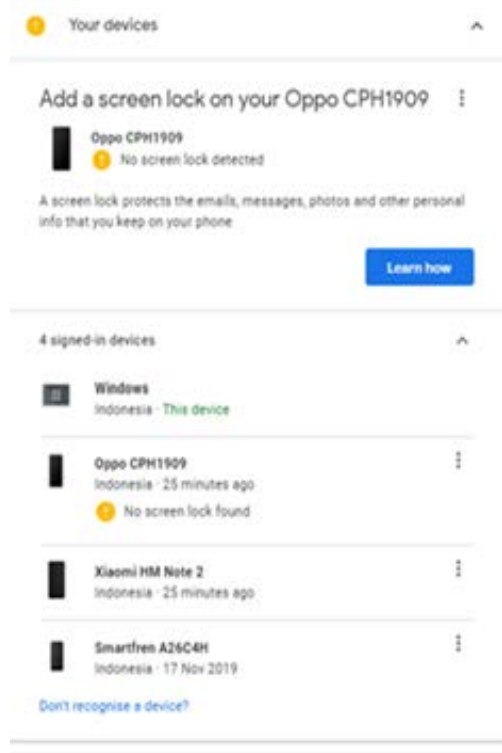 Your devices
Add a screen lock on your Oppo CPH1909
Oppo CPH1909
No screen lock detected
A screen lock protects the emails, messages, photos and other personal
info that you keep on your phone
Learn how
4 signed-in devices
Windows
Indonesia · This device
Oppo CPH1909
Indonesia · 25 minutes ago
No screen lock found
Xiaomi HM Note 2
Indonesia · 25 minutes ago
Smartfren A26C4H
Indonesia · 17 Nov 2019
Don't recognise a device?